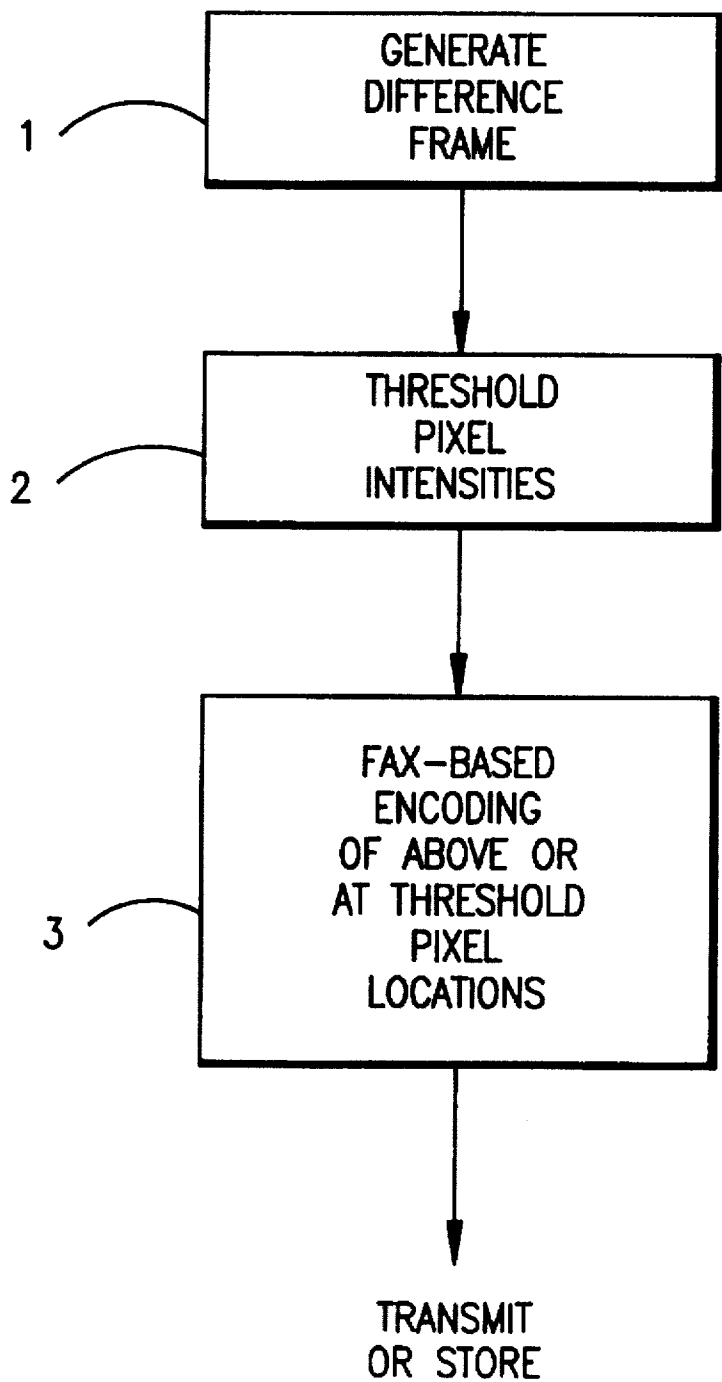 GENERATE
DIFFERENCE
FRAME
1
THRESHOLD
PIXEL
INTENSITIES
2
FAX-BASED
ENCODING
OF ABOVE OR
AT THRESHOLD
PIXEL
LOCATIONS
3
TRANSMIT
OR STORE